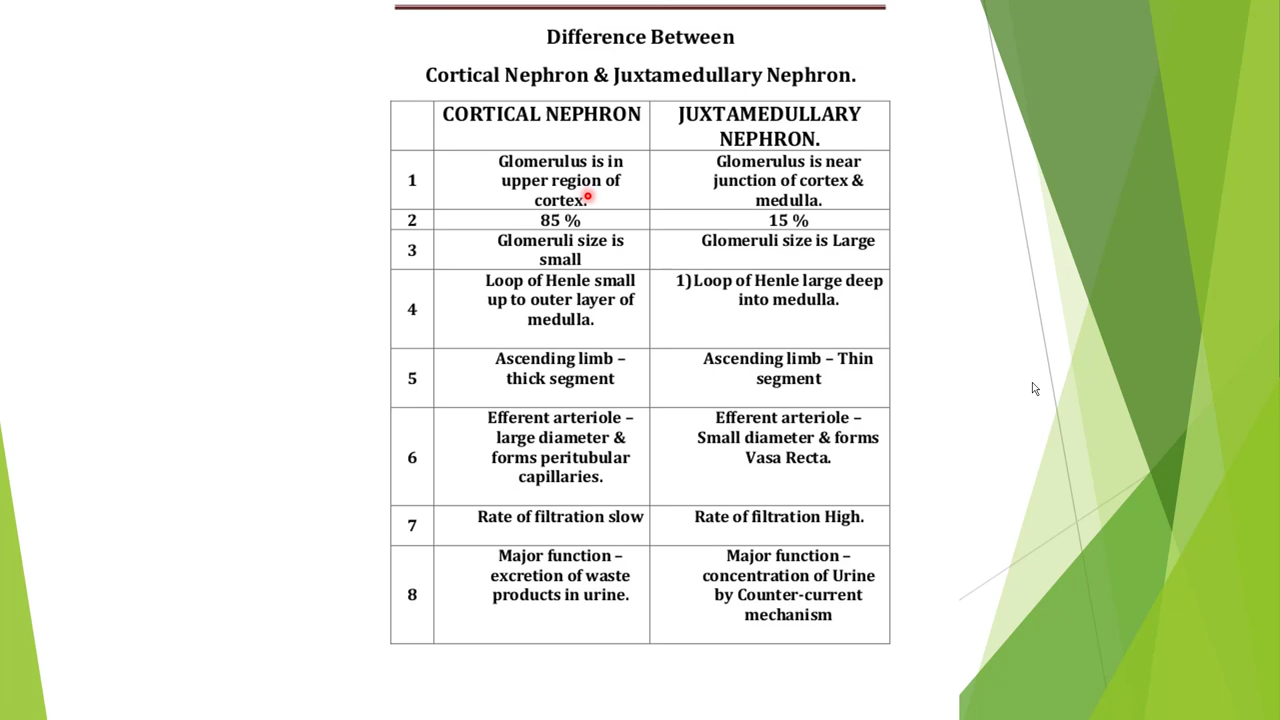 Difference Between
Cortical Nephron & Juxtamedullary Nephron.
CORTICAL NEPHRON
JUXTAMEDULLARY
NEPHRON.
1
Glomerulus is in
upper region of
cortex.
Glomerulus is near
junction of cortex &
medulla.
2
85 %
15 %
3
Glomeruli size is
small
Glomeruli size is Large
4
Loop of Henle small
up to outer layer of
medulla.
1)Loop of Henle large deep
into medulla.
5
Ascending limb –
thick segment
Ascending limb – Thin
segment
6
Efferent arteriole –
large diameter &
forms peritubular
capillaries.
Efferent arteriole –
Small diameter & forms
Vasa Recta.
7
Rate of filtration slow
Rate of filtration High.
8
Major function –
excretion of waste
products in urine.
Major function –
concentration of Urine
by Counter-current
mechanism